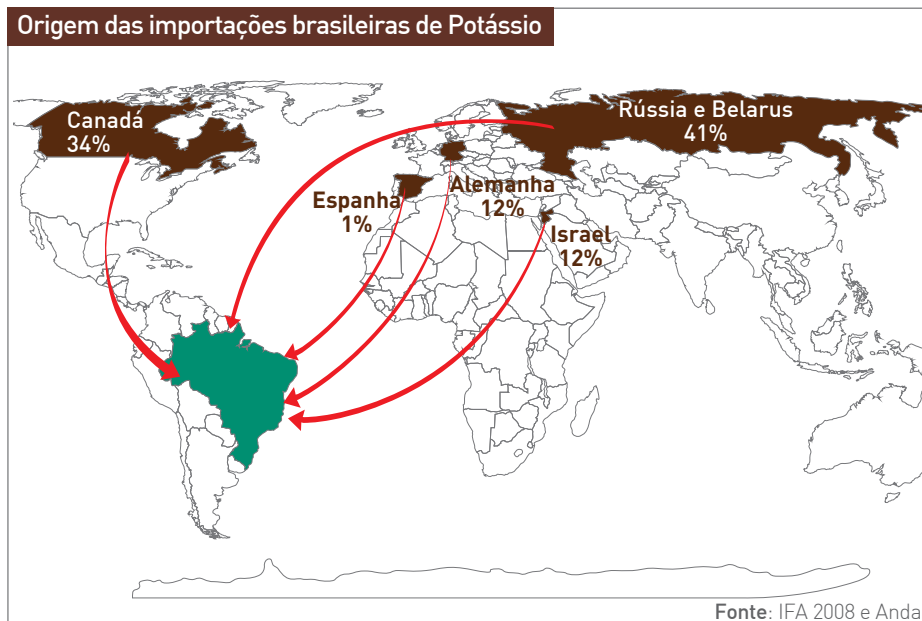 Origem das importações brasileiras de Potássio
Canadá
34%
Rússia e Belarus
41%
Espanha
1%
Alemanha
12%
Israel
12%
Fonte: IFA 2008 e Anda